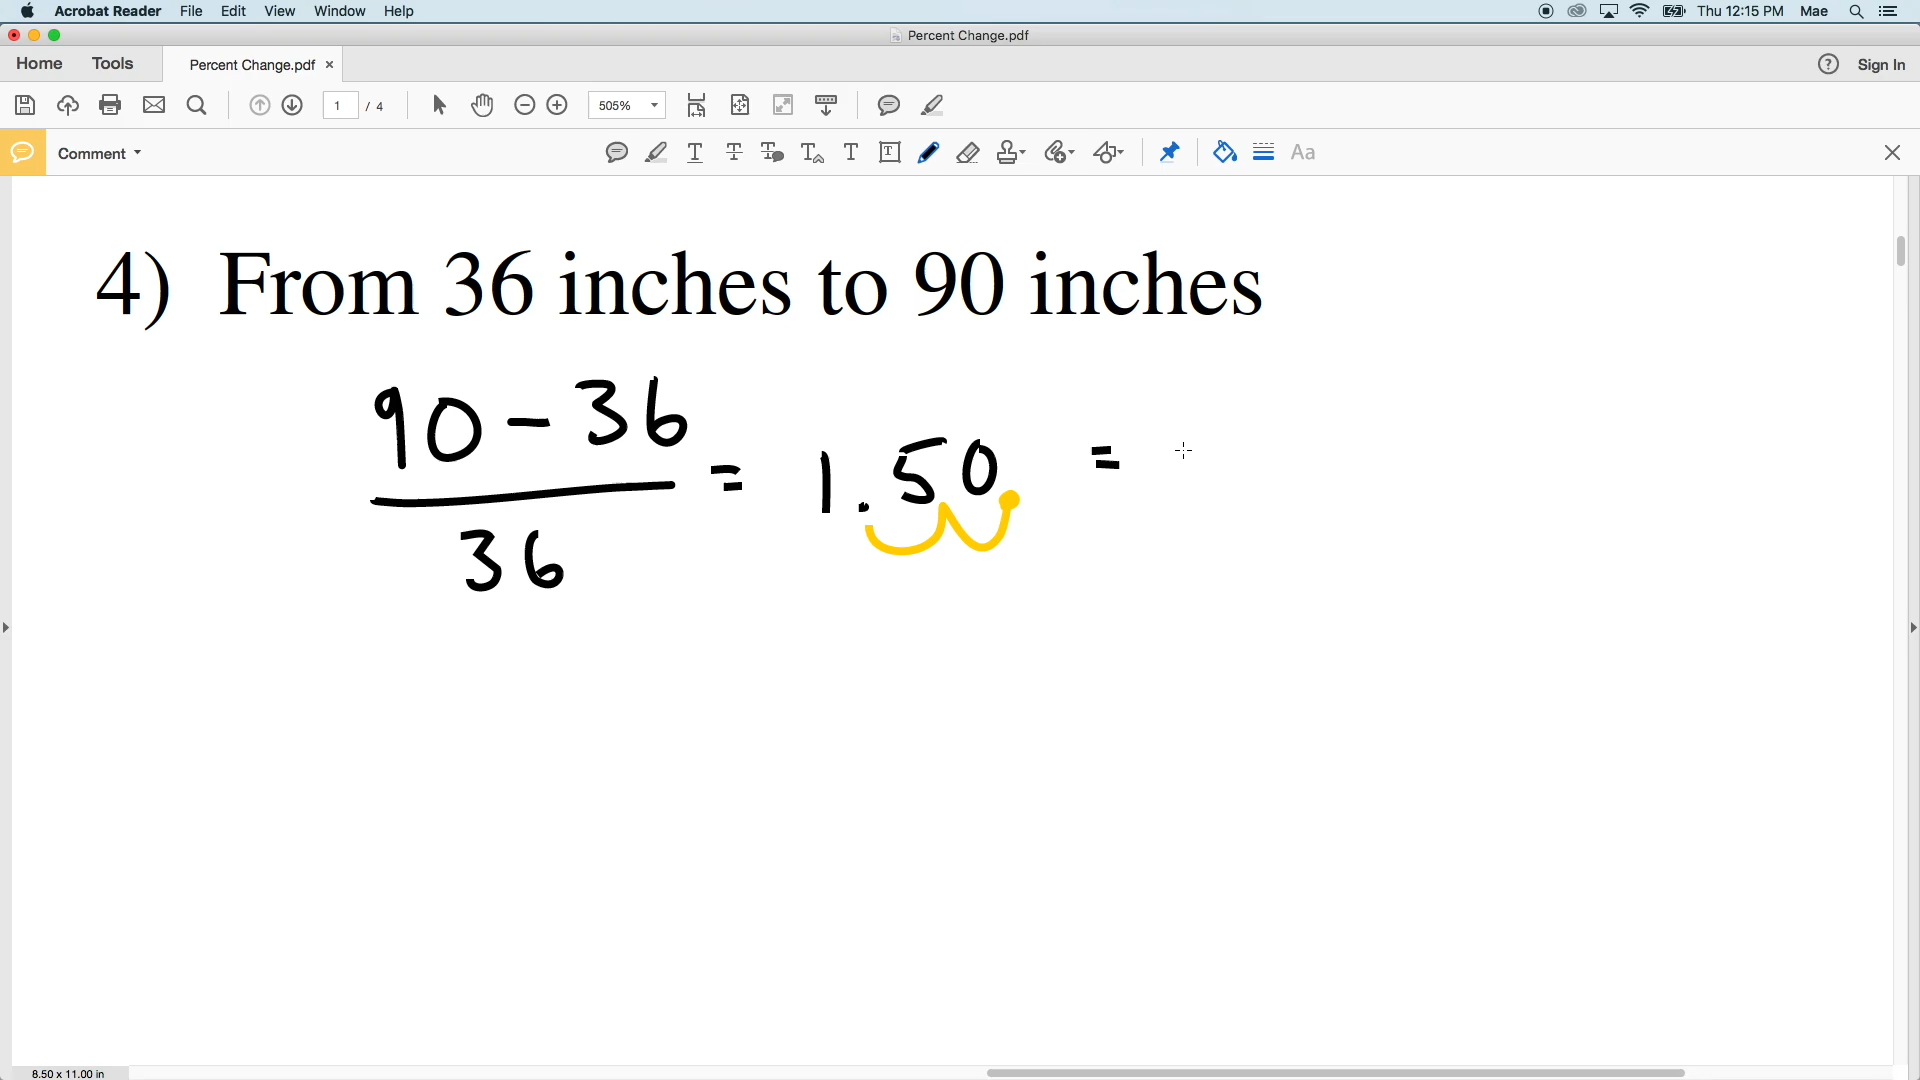 Acrobat Reader File Edit View Window Help Thu 12:15 PM Mae
Percent Change.pdf
Home Tools Percent Change.pdf × ? Sign In
1 / 4 505%
Comment T T T T T T Aa
4) From 36 inches to 90 inches
90 - 36
= 1.50 =
36
8.50 x 11.00 in